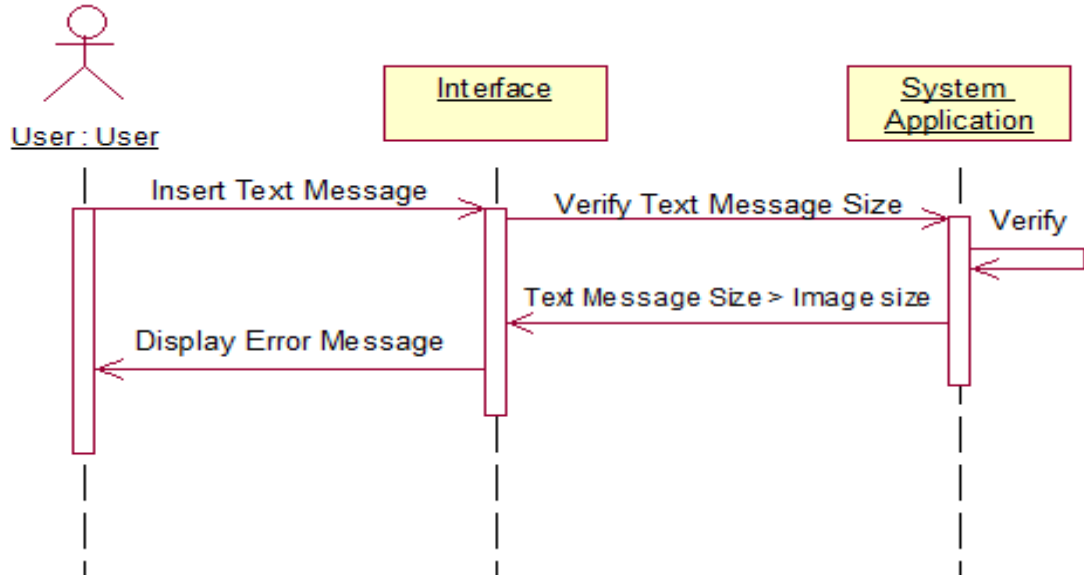 Interface
System
Application
User : User
Insert Text Message
Verify Text Message Size
Verify
Text Message Size > Image size
Display Error Message